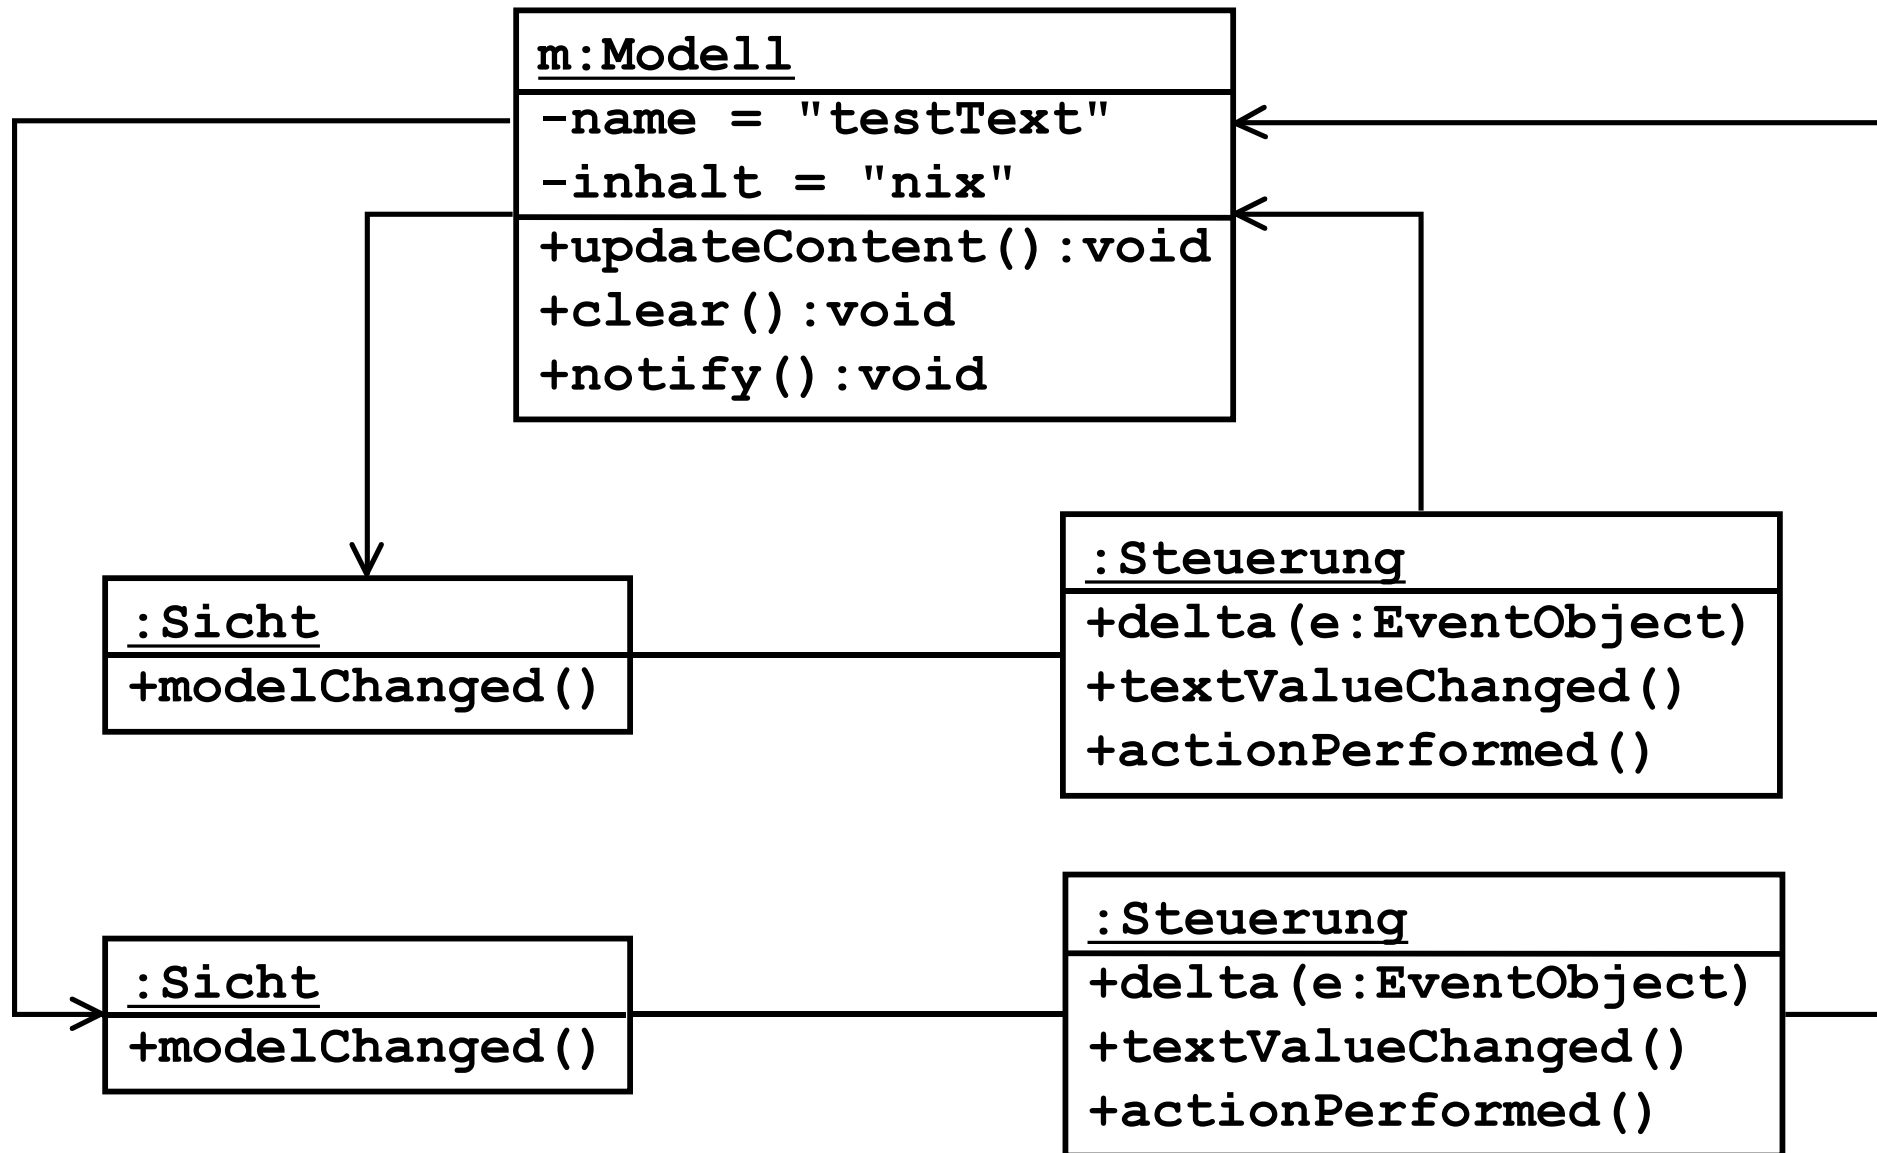 m:Modell
-name = "testText"
-inhalt = "nix"
+updateContent():void
+clear():void
+notify():void
:Sicht
+modelChanged()
:Steuerung
+delta(e:EventObject)
+textValueChanged()
+actionPerformed()
:Sicht
+modelChanged()
:Steuerung
+delta(e:EventObject)
+textValueChanged()
+actionPerformed()